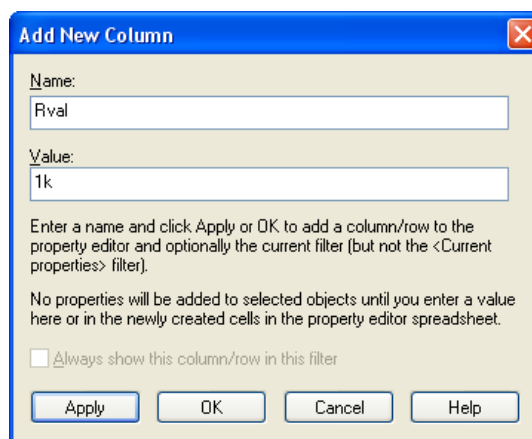 Add New Column
Name:
Rval
Value:
1k
Enter a name and click Apply or OK to add a column/row to the
property editor and optionally the current filter (but not the <Current
properties> filter).
No properties will be added to selected objects until you enter a value
here or in the newly created cells in the property editor spreadsheet.
Always show this column/row in this filter
Apply OK Cancel Help